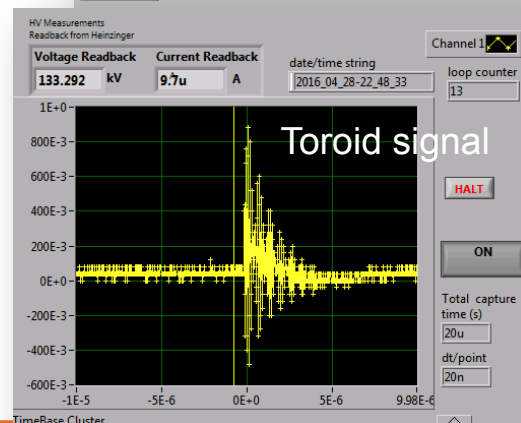 HV Measurements
Readback from Heinzinger
Voltage Readback
133.292 kV
Current Readback
9.7u A
date/time string
2016_04_28-22_48_33
Channel 1
loop counter
13
Toroid signal
1E+0
800E-3
600E-3
400E-3
200E-3
0E+0
-200E-3
-400E-3
-600E-3
-1E-5 -5E-6 0E+0 5E-6 9.98E-6
HALT
ON
Total capture
time (s)
20u
dt/point
20n
TimeBase Cluster